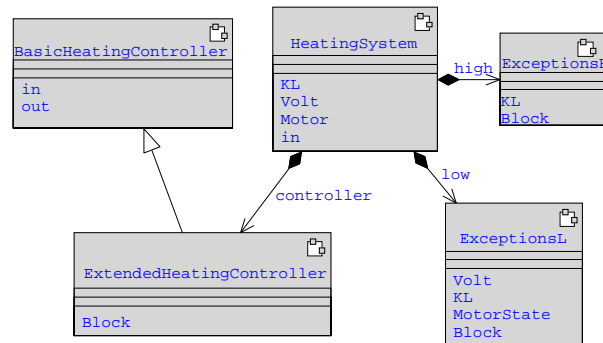 BasicHeatingController
in
out
HeatingSystem
KL
Volt
Motor
in
high
KL
Block
controller
low
ExtendedHeatingController
Block
ExceptionsL
Volt
KL
MotorState
Block